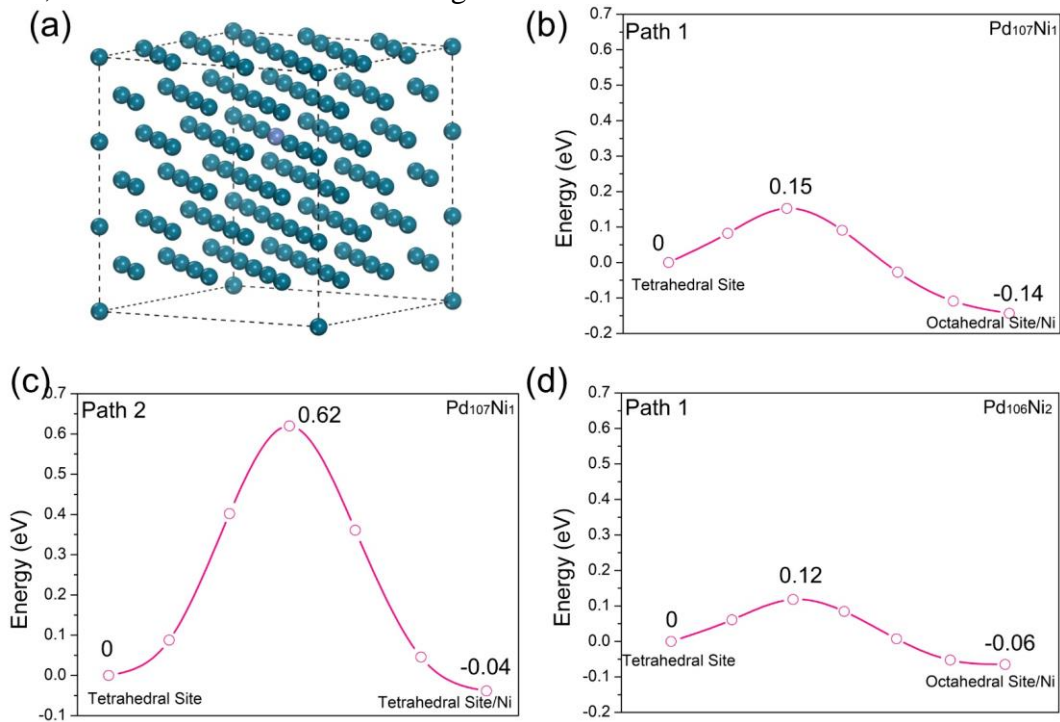 (a)
(b)
Path 1
Pd₁₀₇Ni₁
0.7
0.6
0.5
0.4
0.3
0.2
0.1
0.0
-0.1
-0.2
Energy (eV)
0
0.15
-0.14
Tetrahedral Site
Octahedral Site/Ni
(c)
Path 2
Pd₁₀₇Ni₁
0.7
0.6
0.5
0.4
0.3
0.2
0.1
0.0
-0.1
Energy (eV)
0
0.62
-0.04
Tetrahedral Site
Tetrahedral Site/Ni
(d)
Path 1
Pd₁₀₆Ni₂
0.7
0.6
0.5
0.4
0.3
0.2
0.1
0.0
-0.1
-0.2
Energy (eV)
0
0.12
-0.06
Tetrahedral Site
Octahedral Site/Ni